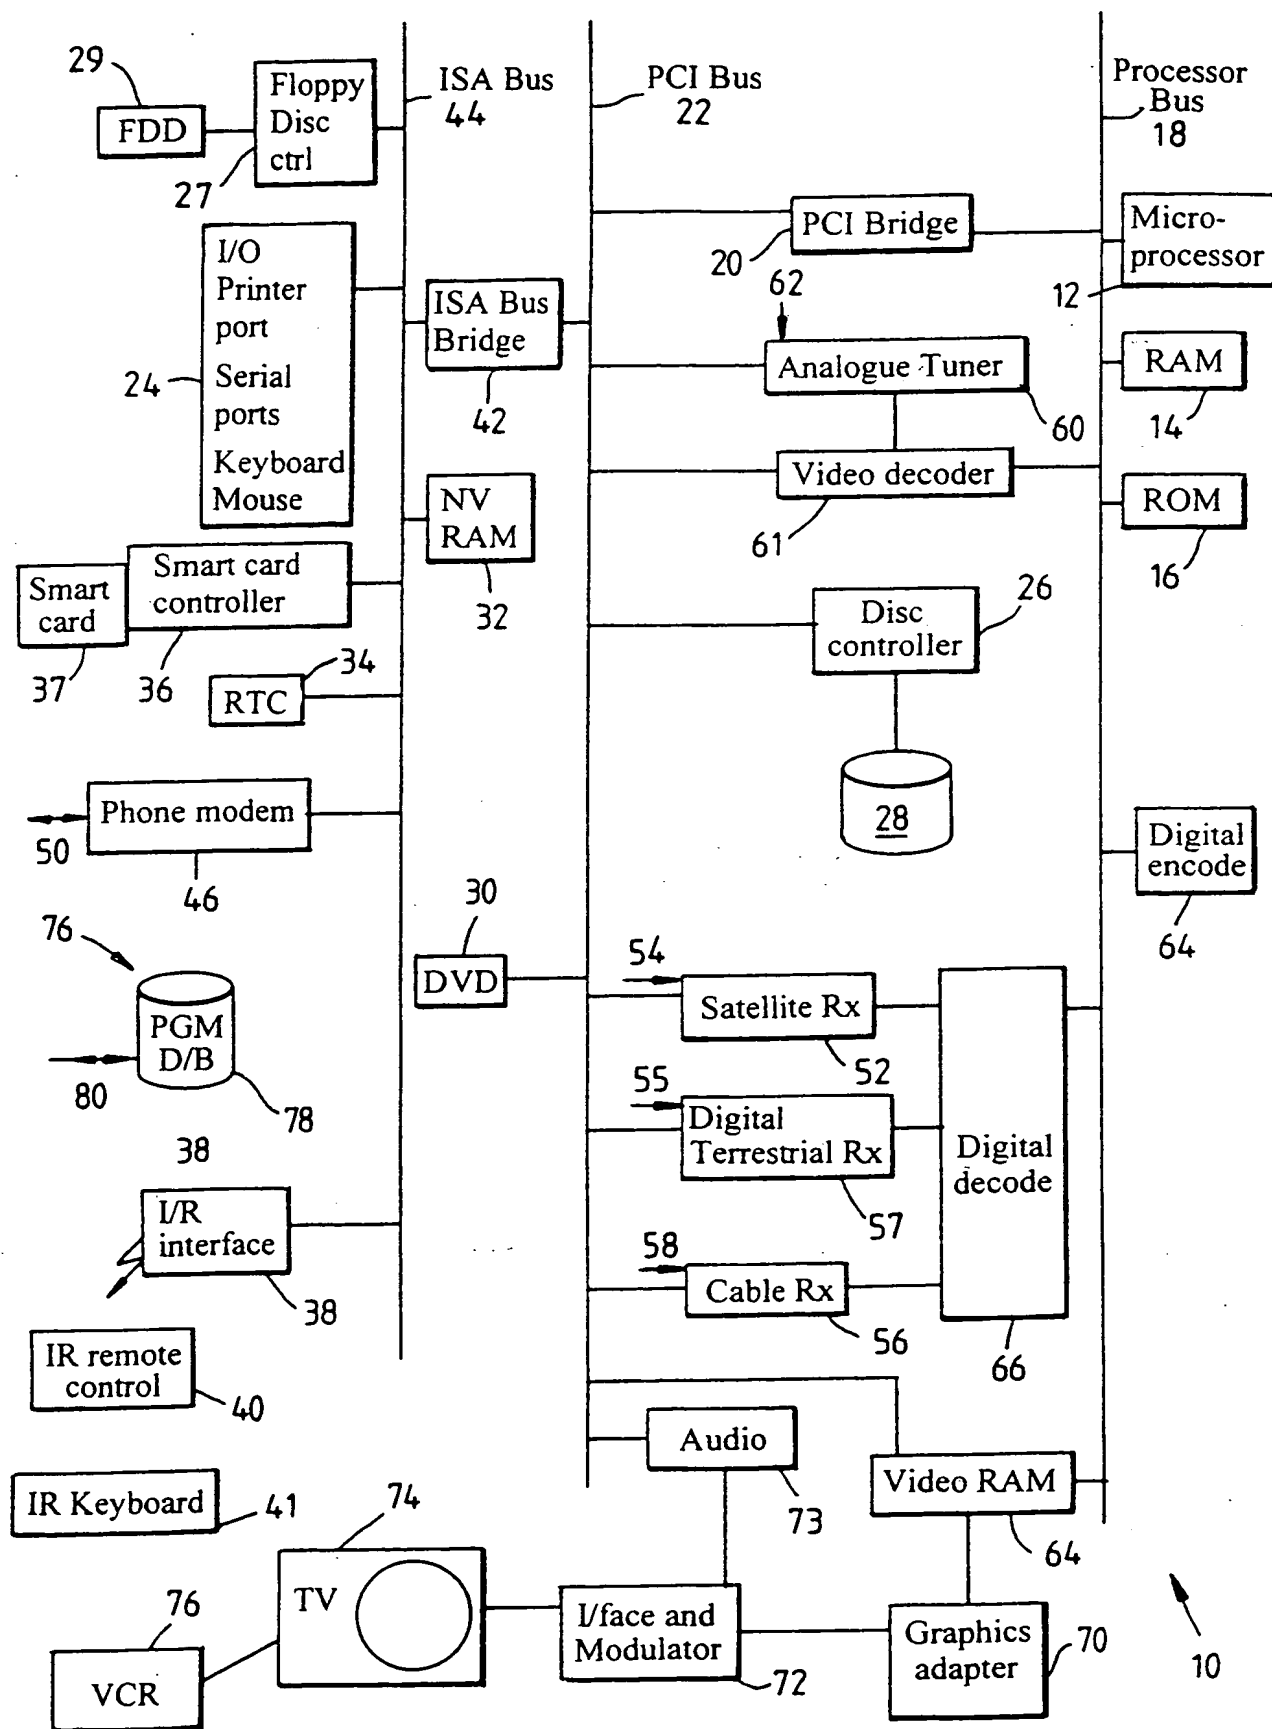 29
FDD
Floppy
Disc
ctrl
27
ISA Bus
44
PCI Bus
22
Processor
Bus
18
PCI Bridge
20
Micro-
processor
12
I/O
Printer
port
Serial
ports
Keyboard
Mouse
24
ISA Bus
Bridge
42
62
Analogue Tuner
60
RAM
14
Video decoder
61
ROM
16
NV
RAM
32
Smart
card
37
Smart card
controller
36
Disc
controller
26
34
RTC
28
Phone modem
50
46
Digital
encode
64
76
PGM
D/B
80
78
30
DVD
54
Satellite Rx
52
55
Digital
Terrestrial Rx
57
Digital
decode
66
38
I/R
interface
38
58
Cable Rx
56
IR remote
control
40
Audio
73
Video RAM
64
IR Keyboard
41
74
TV
76
VCR
I/face and
Modulator
72
Graphics
adapter
70
10